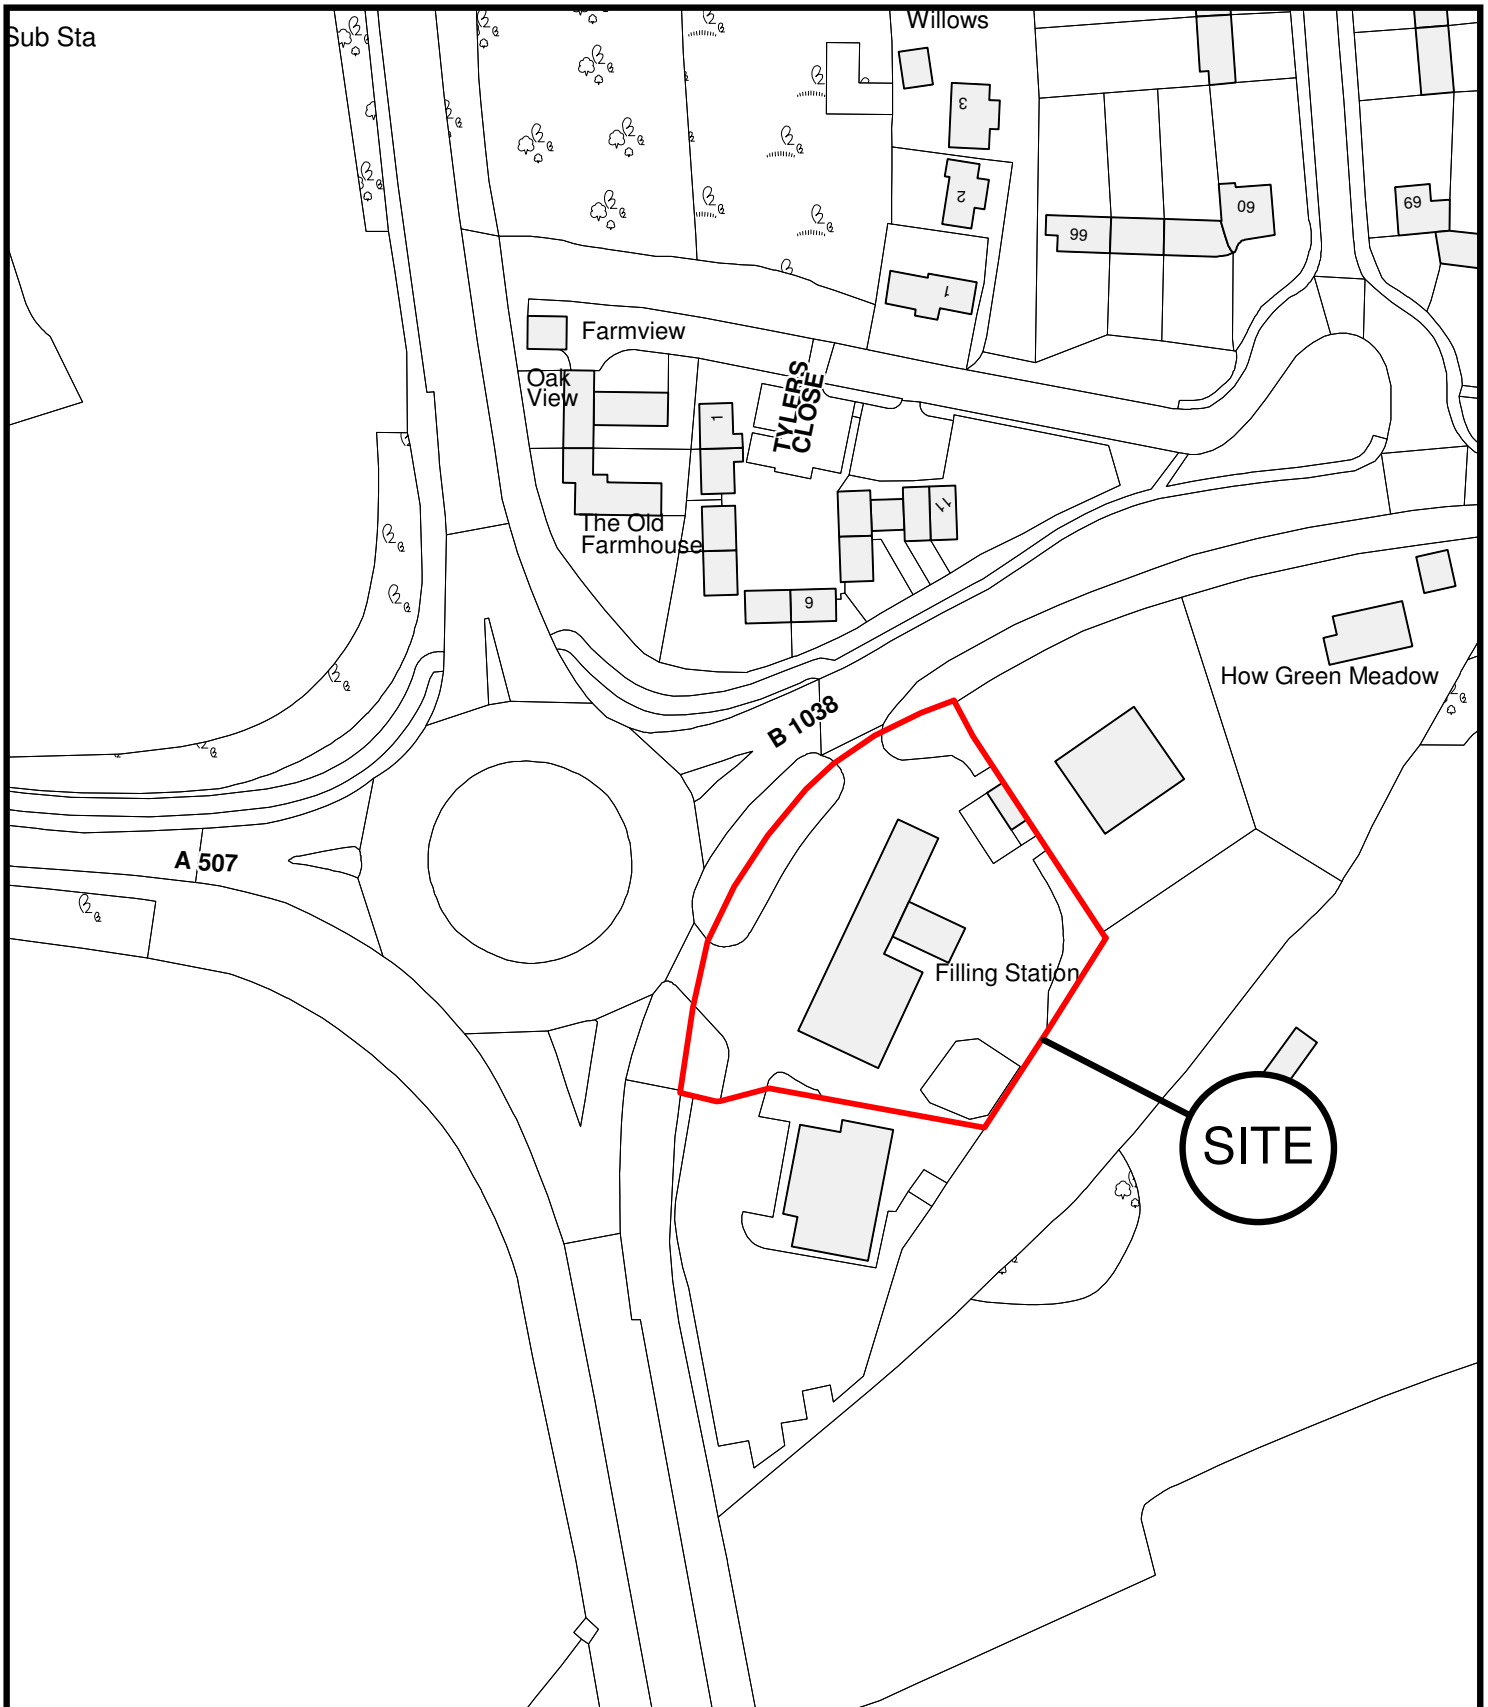 Sub Sta
Willows
3
2
1
66
60
69
Farmview
Oak
View
TYLERS
CLOSE
1
11
The Old
Farmhouse
9
How Green Meadow
B 1038
A 507
Filling Station
SITE